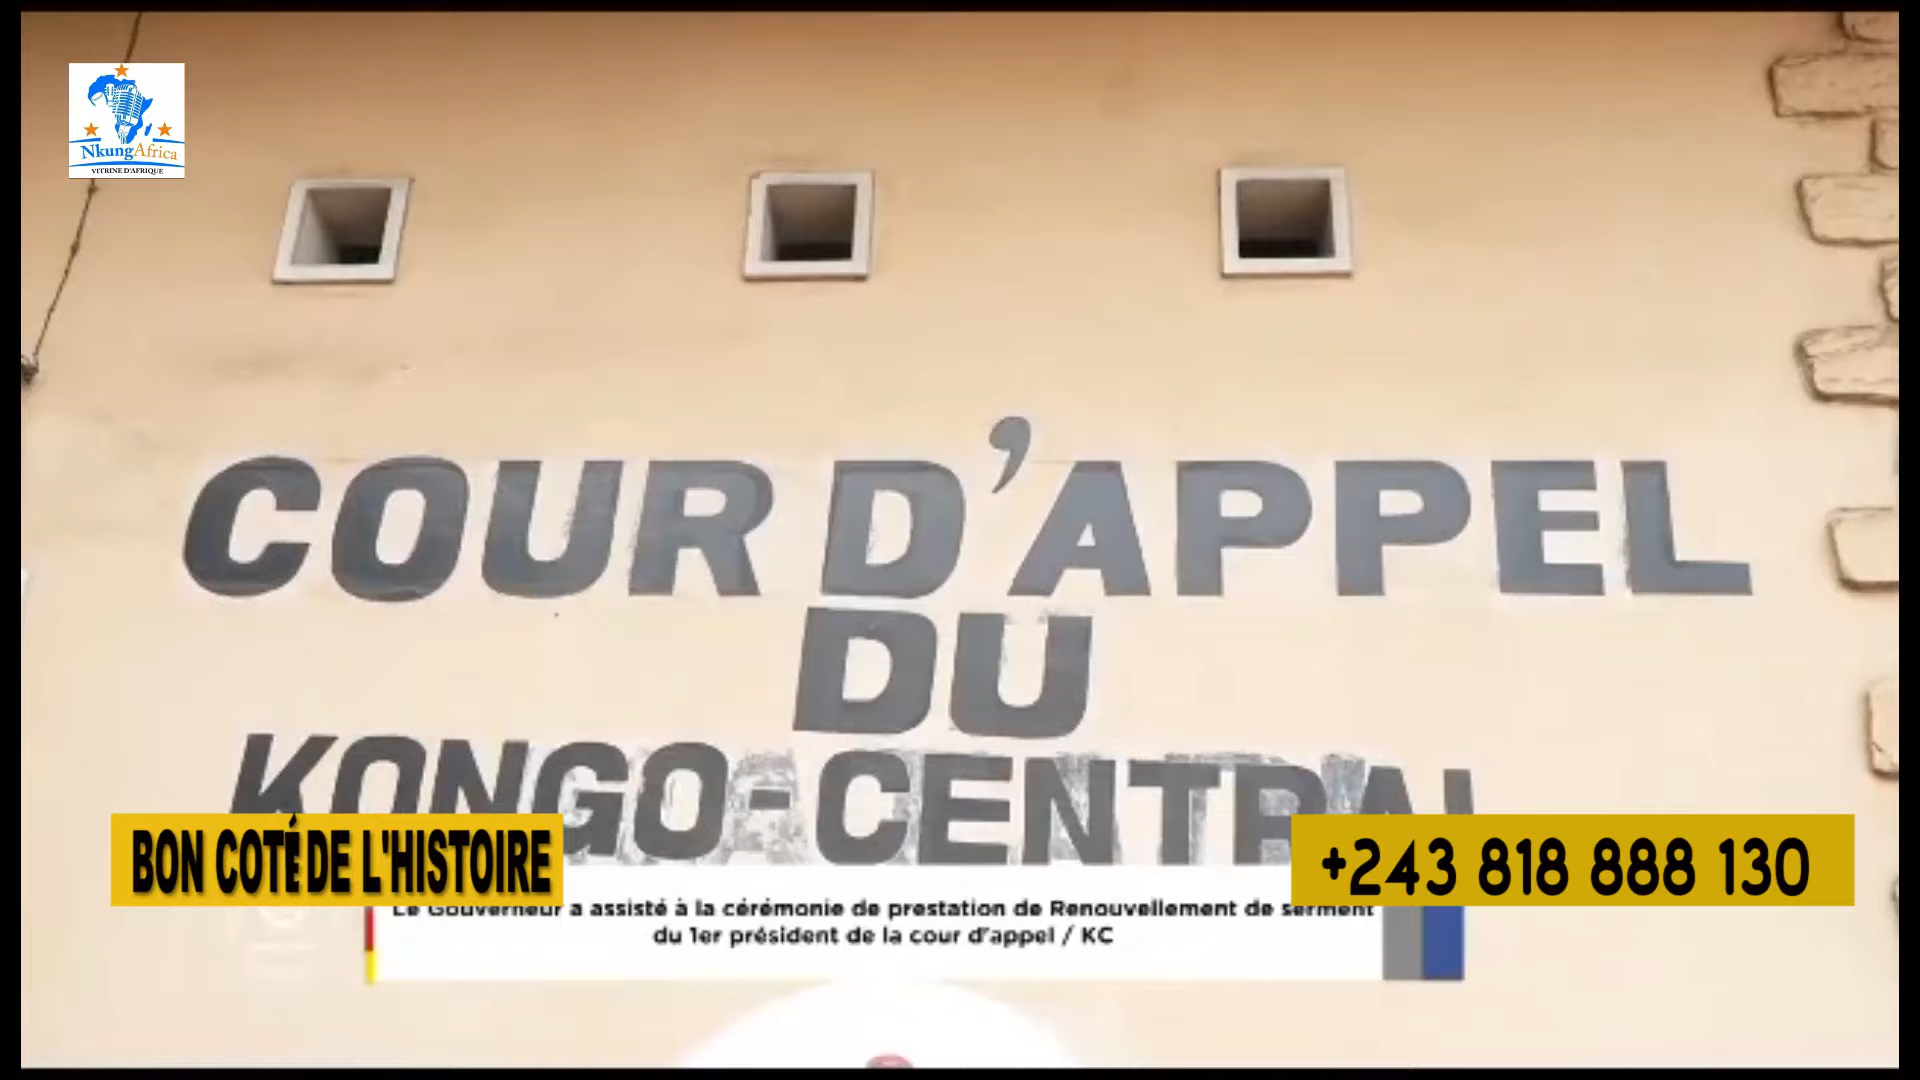 NkungAfrica
VITRINE D'AFRIQUE
COUR D'APPEL
DU
KONGO-CENTRAL
BON COTÉ DE L'HISTOIRE
+243 818 888 130
Le Gouverneur a assisté à la cérémonie de prestation de Renouvellement de serment
du 1er président de la cour d'appel / KC